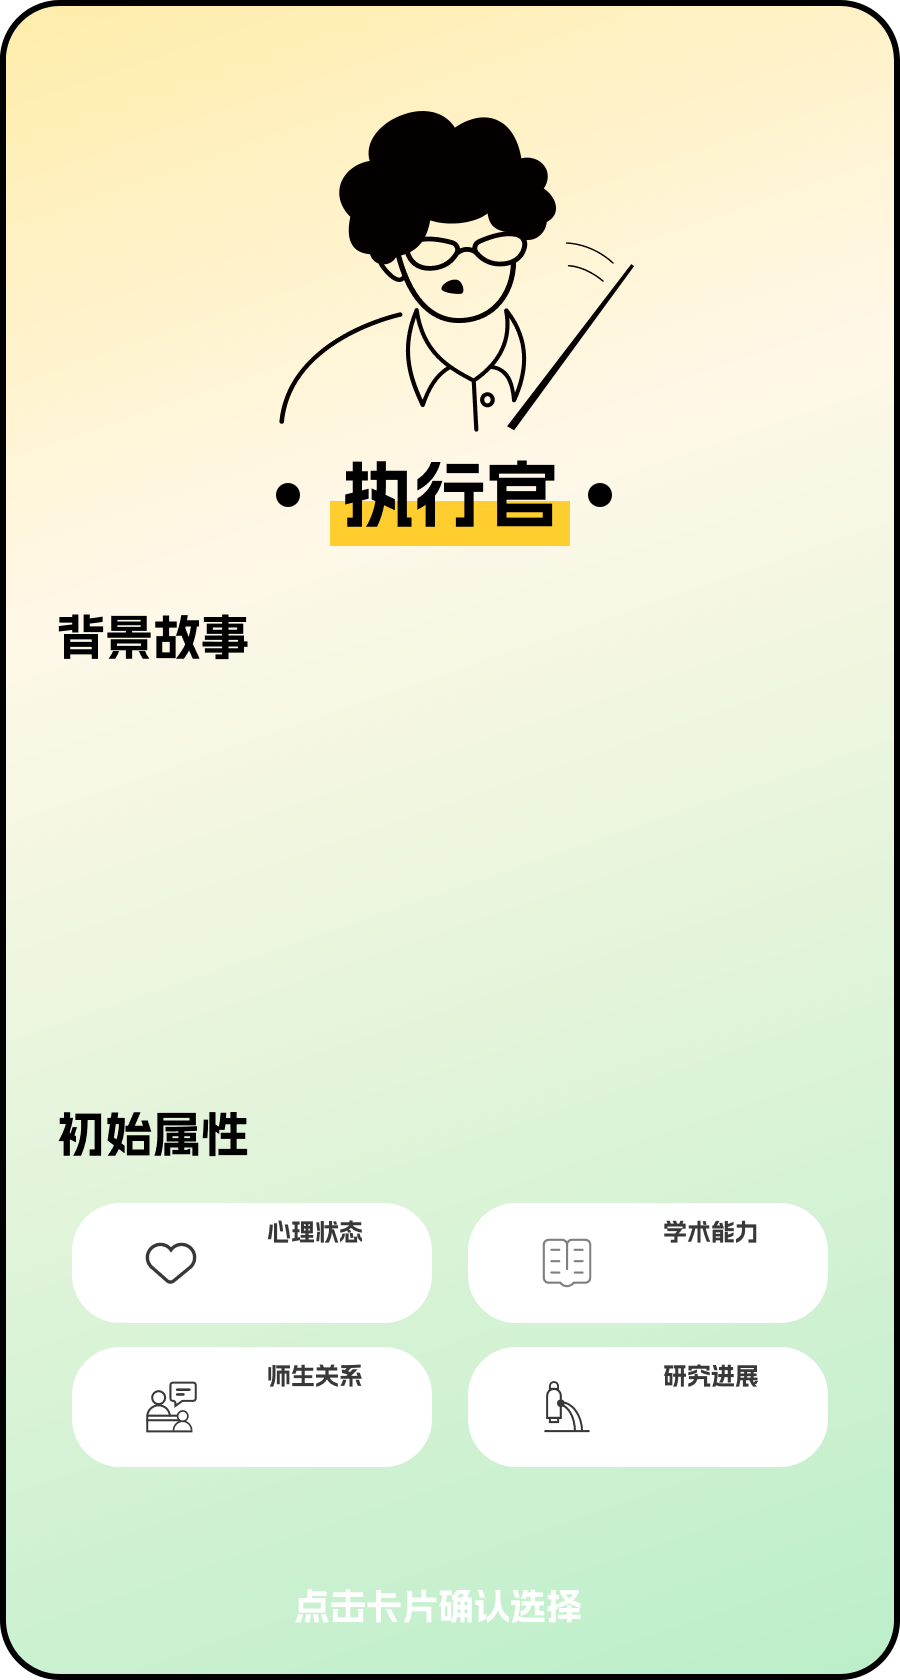 执行官
背景故事
初始属性
心理状态
学术能力
师生关系
研究进展
点击卡片确认选择